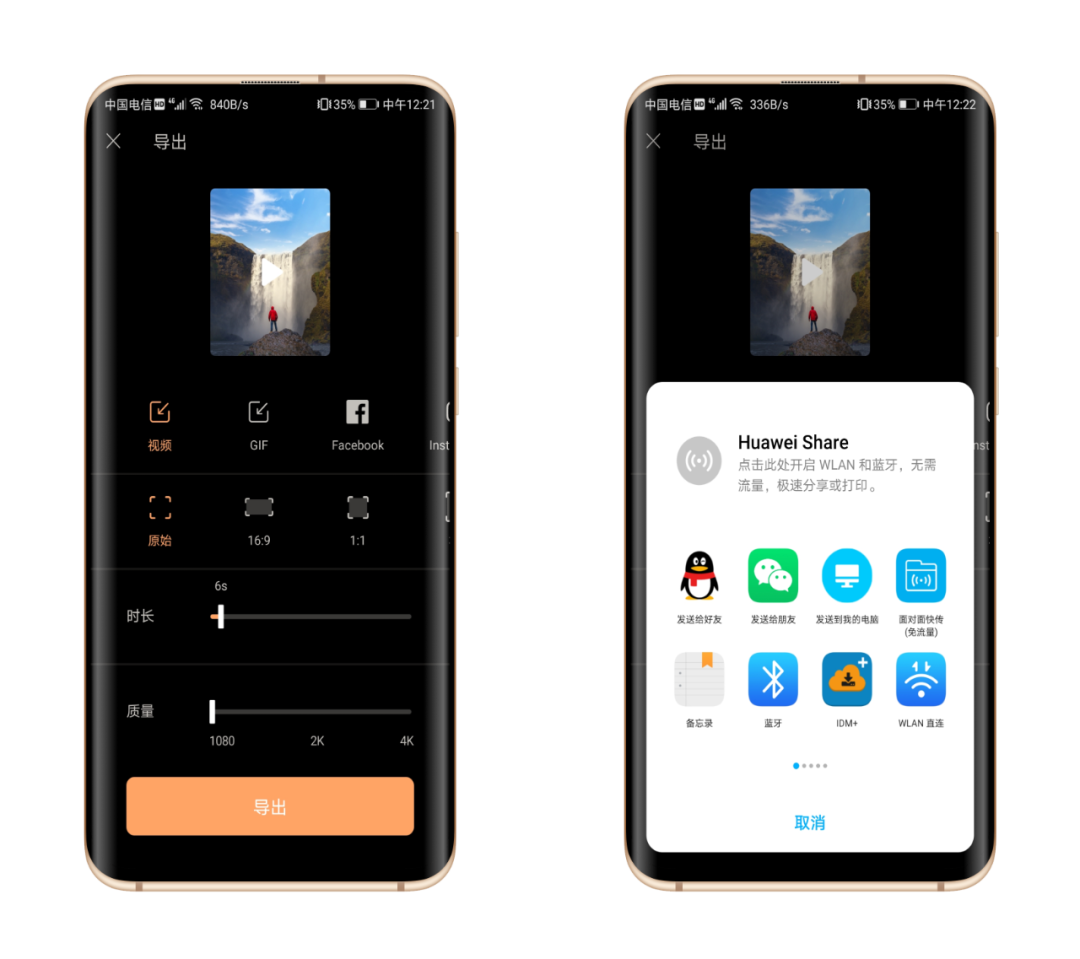 中国电信 HD 4G 840B/s 35% 中午12:21
导出
视频 GIF Facebook Inst
原始 16:9 1:1
6s
时长
质量
1080 2K 4K
导出
中国电信 HD 4G 336B/s 35% 中午12:22
导出
nst
Huawei Share
点击此处开启 WLAN 和蓝牙，无需
流量，极速分享或打印。
发送给好友 发送给朋友 发送到我的电脑 面对面快传
(免流量)
备忘录 蓝牙 IDM+ WLAN 直连
取消